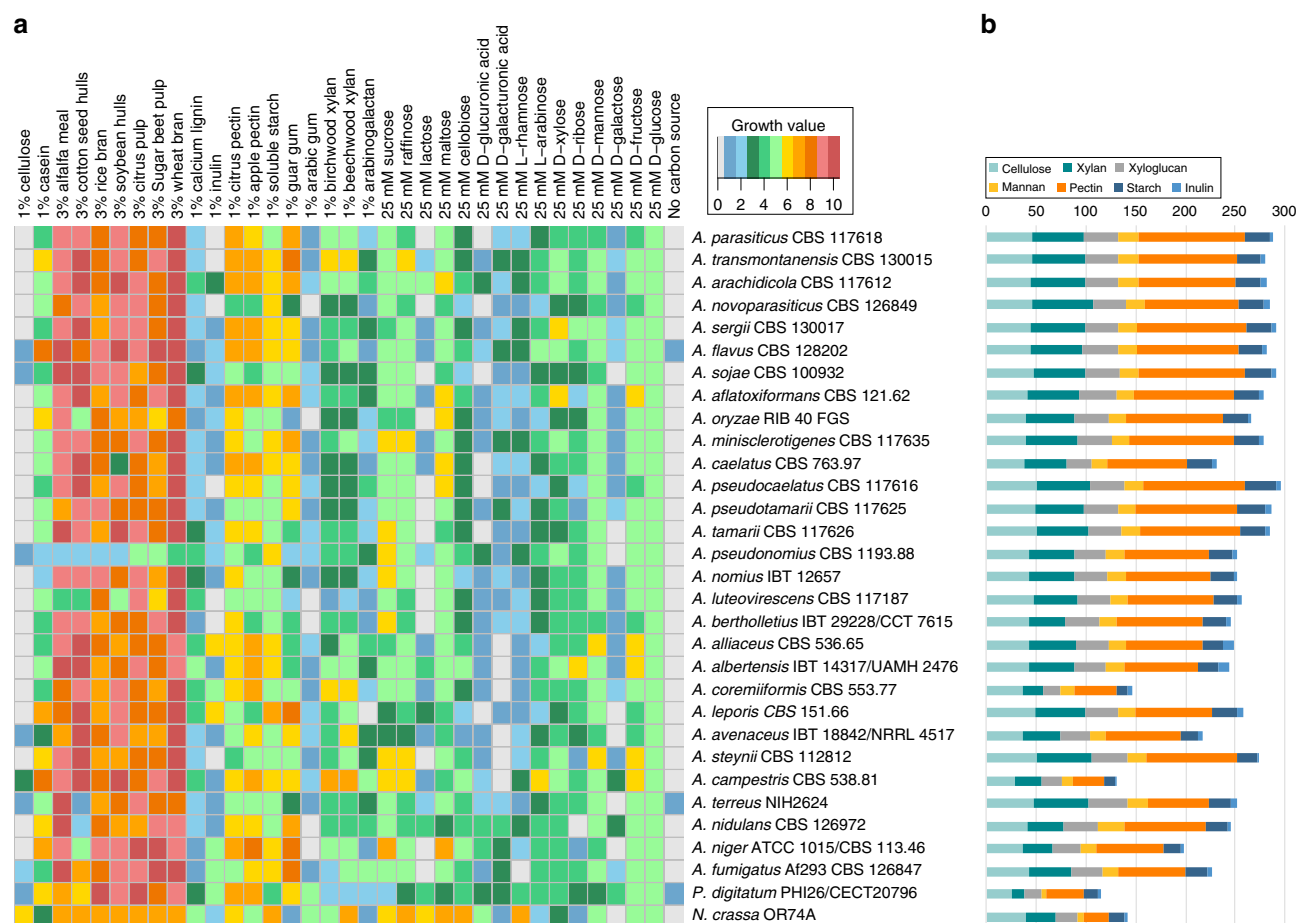 a
b
1% cellulose
1% casein
3% alfalfa meal
3% cotton seed hulls
3% rice bran
3% soybean hulls
3% citrus pulp
3% Sugar beet pulp
3% wheat bran
1% calcium lignin
1% inulin
1% citrus pectin
1% apple pectin
1% soluble starch
1% guar gum
1% arabic gum
1% birchwood xylan
1% beechwood xylan
1% arabinogalactan
25 mM sucrose
25 mM raffinose
25 mM lactose
25 mM maltose
25 mM cellobiose
25 mM D−glucuronic acid
25 mM D−galacturonic acid
25 mM L−rhamnose
25 mM L−arabinose
25 mM D−xylose
25 mM D−ribose
25 mM D−mannose
25 mM D−galactose
25 mM D−fructose
25 mM D−glucose
No carbon source
Growth value
0 2 4 6 8 10
Cellulose Xylan Xyloglucan
Mannan Pectin Starch Inulin
0 50 100 150 200 250 300
A. parasiticus CBS 117618
A. transmontanensis CBS 130015
A. arachidicola CBS 117612
A. novoparasiticus CBS 126849
A. sergii CBS 130017
A. flavus CBS 128202
A. sojae CBS 100932
A. aflatoxiformans CBS 121.62
A. oryzae RIB 40 FGS
A. minisclerotigenes CBS 117635
A. caelatus CBS 763.97
A. pseudocaelatus CBS 117616
A. pseudotamarii CBS 117625
A. tamarii CBS 117626
A. pseudonomius CBS 1193.88
A. nomius IBT 12657
A. luteovirescens CBS 117187
A. bertholletius IBT 29228/CCT 7615
A. alliaceus CBS 536.65
A. albertensis IBT 14317/UAMH 2476
A. coremiiformis CBS 553.77
A. leporis CBS 151.66
A. avenaceus IBT 18842/NRRL 4517
A. steynii CBS 112812
A. campestris CBS 538.81
A. terreus NIH2624
A. nidulans CBS 126972
A. niger ATCC 1015/CBS 113.46
A. fumigatus Af293 CBS 126847
P. digitatum PHI26/CECT20796
N. crassa OR74A